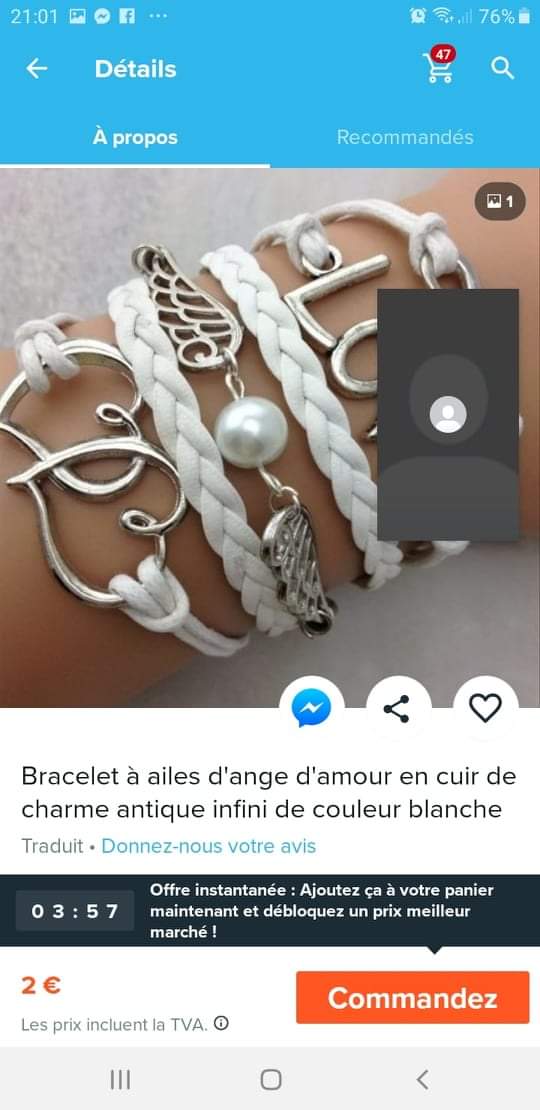 21:01 ... 76%
Détails
47
À propos
Recommandés
1
Bracelet à ailes d'ange d'amour en cuir de
charme antique infini de couleur blanche
Traduit • Donnez-nous votre avis
03:57
Offre instantanée : Ajoutez ça à votre panier
maintenant et débloquez un prix meilleur
marché !
2 €
Commandez
Les prix incluent la TVA.